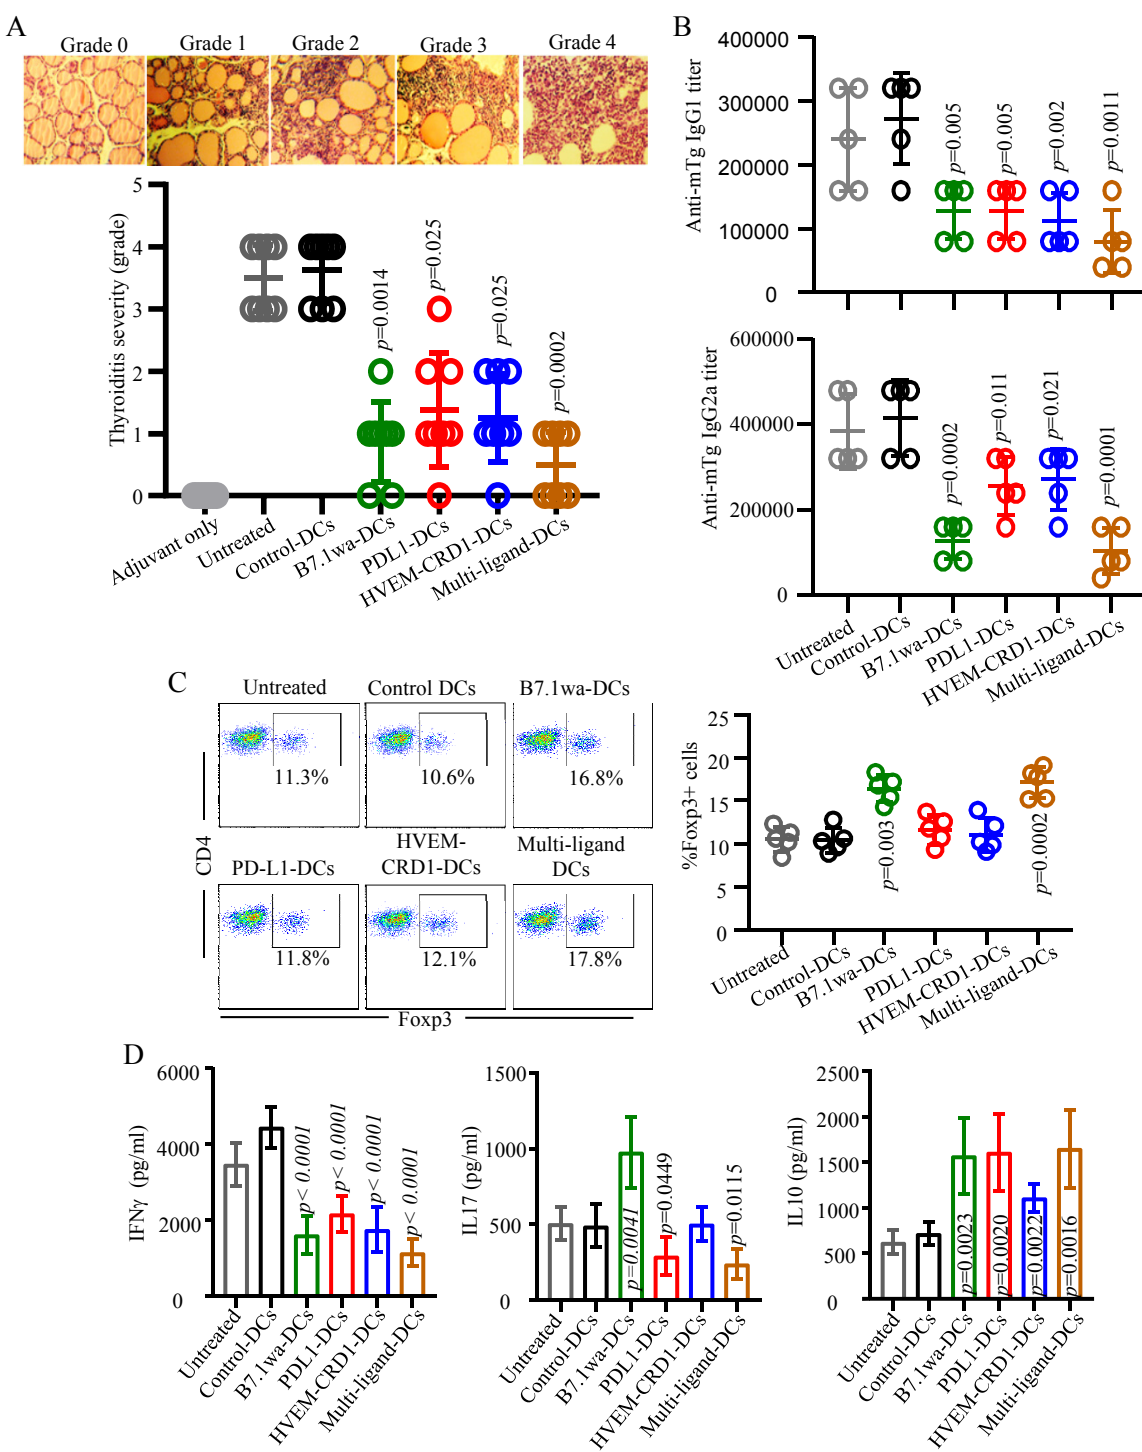 A
Grade 0
Grade 1
Grade 2
Grade 3
Grade 4
Thyroiditis severity (grade)
5
4
3
2
1
0
p=0.0014
p=0.025
p=0.025
p=0.0002
Adjuvant only
Untreated
Control-DCs
B7.1wa-DCs
PDL1-DCs
HVEM-CRD1-DCs
Multi-ligand-DCs
B
Anti-mTg IgG1 titer
400000
300000
200000
100000
0
p=0.005
p=0.005
p=0.002
p=0.0011
Anti-mTg IgG2a titer
600000
400000
200000
0
p=0.0002
p=0.011
p=0.021
p=0.0001
Untreated
Control-DCs
B7.1wa-DCs
PDL1-DCs
HVEM-CRD1-DCs
Multi-ligand-DCs
C
Untreated
Control DCs
B7.1wa-DCs
11.3%
10.6%
16.8%
PD-L1-DCs
HVEM-
CRD1-DCs
Multi-ligand
DCs
11.8%
12.1%
17.8%
CD4
Foxp3
%Foxp3+ cells
25
20
15
10
5
0
p=0.003
p=0.0002
Untreated
Control-DCs
B7.1wa-DCs
PDL1-DCs
HVEM-CRD1-DCs
Multi-ligand-DCs
D
IFNγ (pg/ml)
6000
4000
2000
0
p< 0.0001
p< 0.0001
p< 0.0001
p< 0.0001
Untreated
Control-DCs
B7.1wa-DCs
PDL1-DCs
HVEM-CRD1-DCs
Multi-ligand-DCs
IL17 (pg/ml)
1500
1000
500
0
p=0.0041
p=0.0449
p=0.0115
Untreated
Control-DCs
B7.1wa-DCs
PDL1-DCs
HVEM-CRD1-DCs
Multi-ligand-DCs
IL10 (pg/ml)
2500
2000
1500
1000
500
0
p=0.0023
p=0.0020
p=0.0022
p=0.0016
Untreated
Control-DCs
B7.1wa-DCs
PDL1-DCs
HVEM-CRD1-DCs
Multi-ligand-DCs